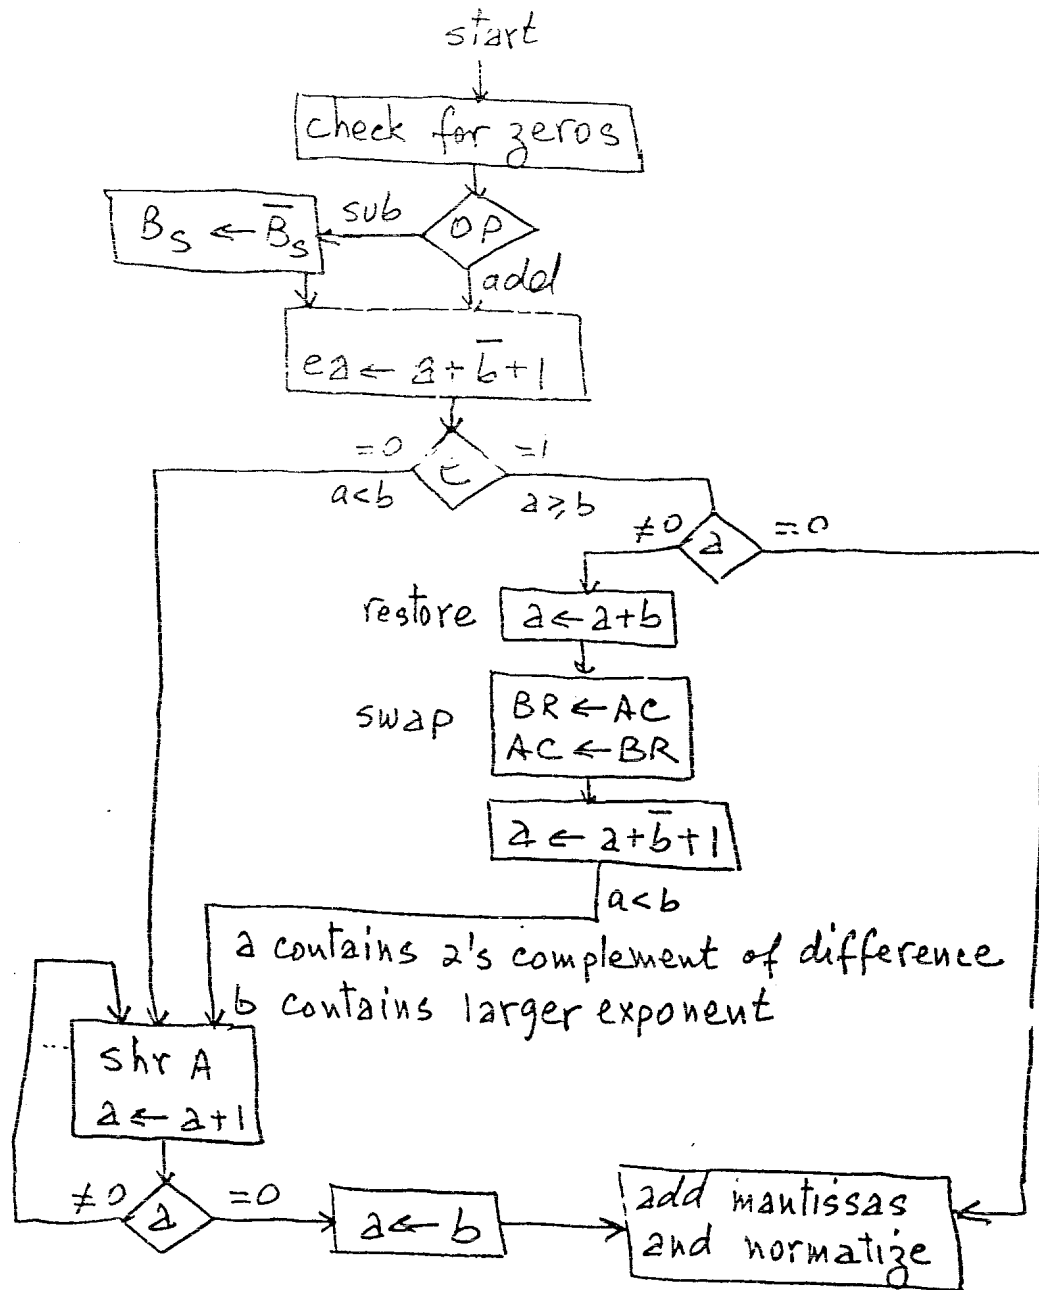 start
check for zeros
OP
sub
B_S ← B̅_S
add
ea ← a + b̅ + 1
e
=0
a<b
=1
a≥b
a
≠0
=0
restore
a ← a+b
swap
BR ← AC
AC ← BR
a ← a+b̅+1
a<b
a contains 2's complement of difference
b contains larger exponent
shr A
a ← a+1
a
≠0
=0
a ← b
add mantissas
and normatize